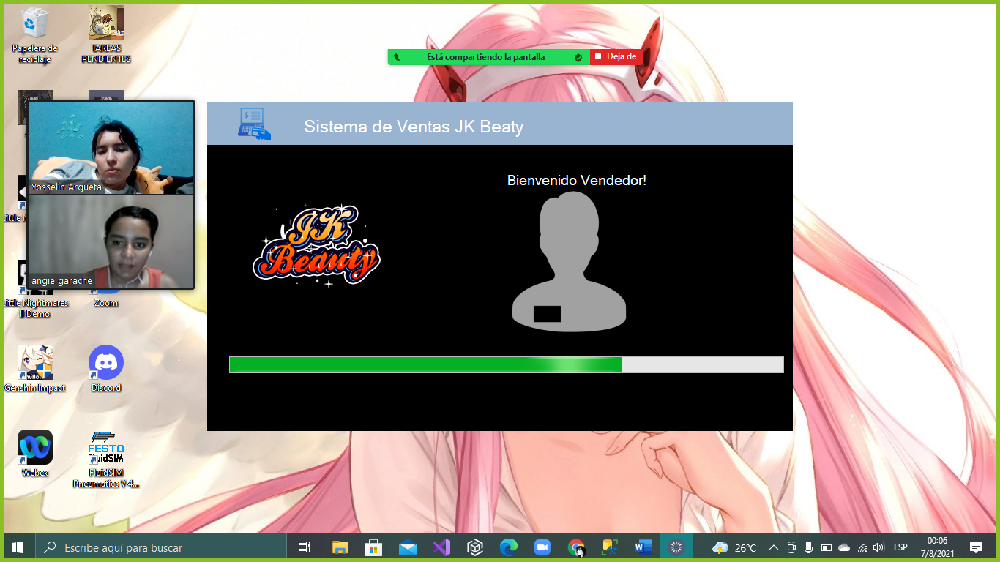 Papelera de
reciclaje
TAREAS
PENDIENTES
Está compartiendo la pantalla
Deja de
Yosselin Argueta
angie garache
Sistema de Ventas JK Beaty
Bienvenido Vendedor!
JK
Beauty
Little Nightmares
II Demo
Zoom
Genshin Impact
Discord
Webex
FESTO
FluidSIM
FluidSIM
Pneumatics V 4...
Escribe aquí para buscar
26°C
ESP
00:06
7/8/2021